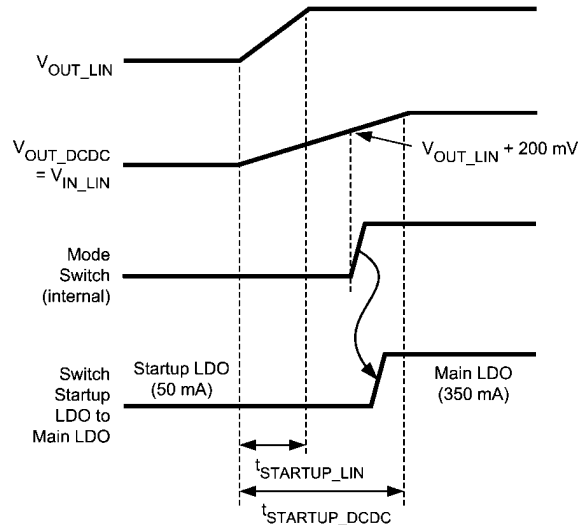 VOUT_LIN
VOUT_DCDC
= VIN_LIN
VOUT_LIN + 200 mV
Mode
Switch
(internal)
Switch
Startup
LDO to
Main LDO
Startup LDO
(50 mA)
Main LDO
(350 mA)
tSTARTUP_LIN
tSTARTUP_DCDC